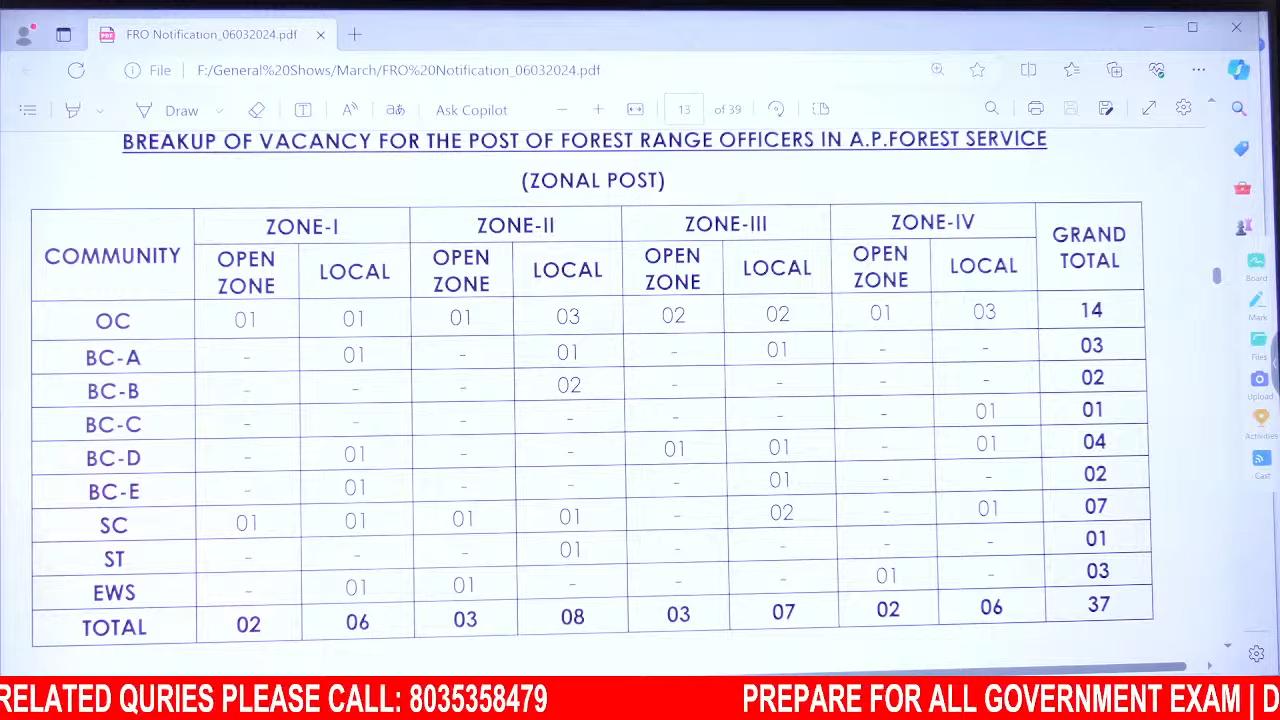 FRO Notification_06032024.pdf
File F:/General%20Shows/March/FRO%20Notification_06032024.pdf
Draw Ask Copilot 13 of 39
BREAKUP OF VACANCY FOR THE POST OF FOREST RANGE OFFICERS IN A.P.FOREST SERVICE
(ZONAL POST)
COMMUNITY ZONE-I ZONE-II ZONE-III ZONE-IV GRAND TOTAL
OPEN ZONE LOCAL OPEN ZONE LOCAL OPEN ZONE LOCAL OPEN ZONE LOCAL
OC 01 01 01 03 02 02 01 03 14
BC-A - 01 - 01 - 01 - - 03
BC-B - - - 02 - - - - 02
BC-C - - - - - - - 01 01
BC-D - 01 - - 01 01 - 01 04
BC-E - 01 - - - 01 - - 02
SC 01 01 01 01 - 02 - 01 07
ST - - - 01 - - - - 01
EWS - 01 01 - - - 01 - 03
TOTAL 02 06 03 08 03 07 02 06 37
Board
Mark
Files
Upload
Activities
Cast
RELATED QURIES PLEASE CALL: 8035358479 PREPARE FOR ALL GOVERNMENT EXAM | D